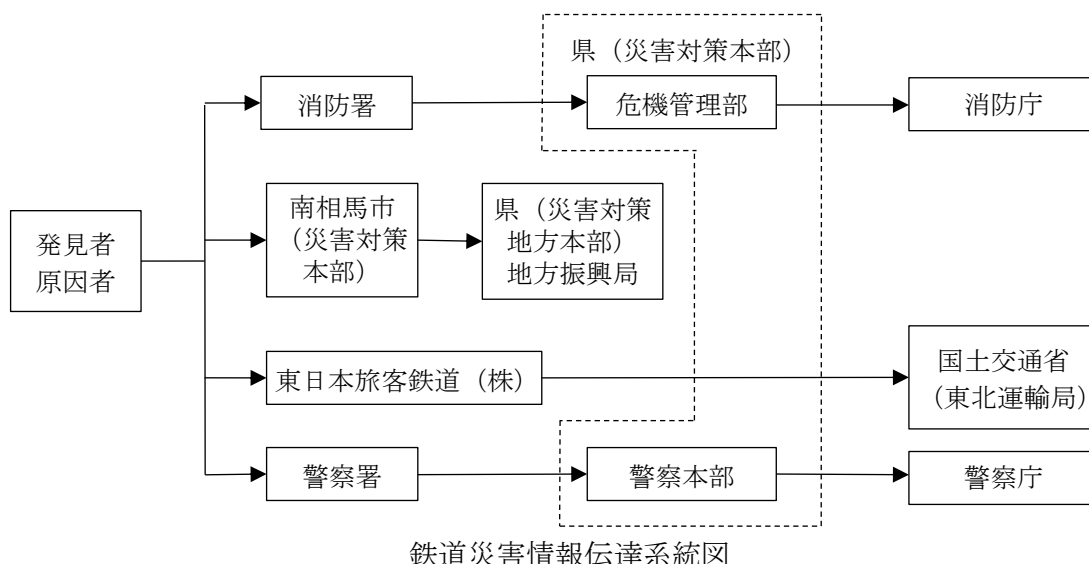 県（災害対策本部）
消防署
危機管理部
消防庁
発見者
原因者
南相馬市
（災害対策
本部）
県（災害対策
地方本部）
地方振興局
東日本旅客鉄道（株）
国土交通省
（東北運輸局）
警察署
警察本部
警察庁
鉄道災害情報伝達系統図